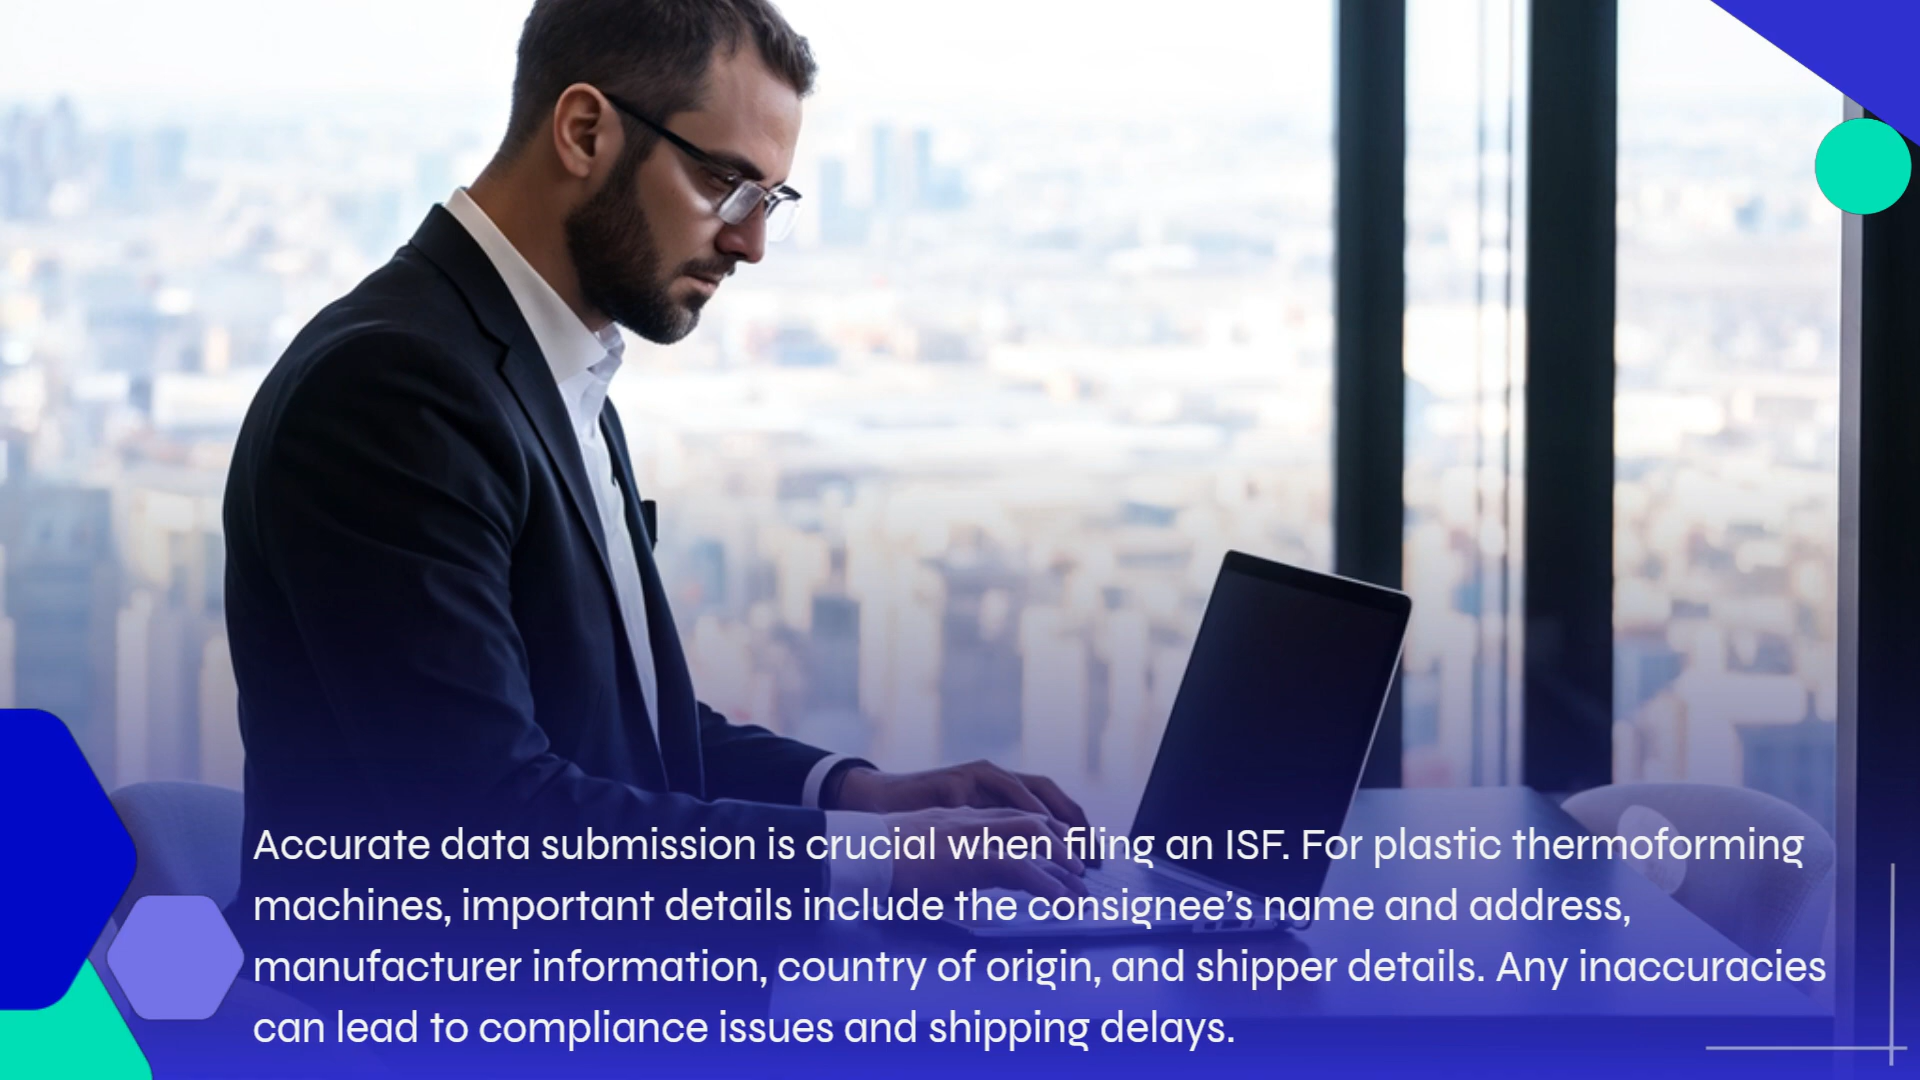 Accurate data submission is crucial when filing an ISF. For plastic thermoforming
machines, important details include the consignee’s name and address,
manufacturer information, country of origin, and shipper details. Any inaccuracies
can lead to compliance issues and shipping delays.